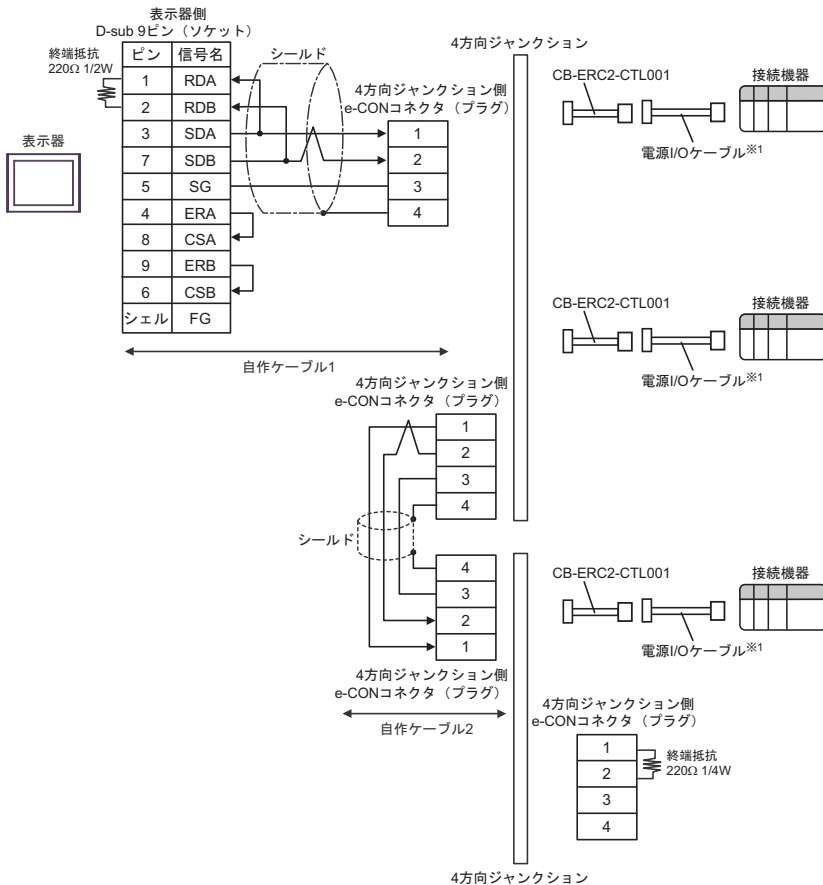 表示器側
D-sub 9ピン（ソケット）
終端抵抗
220Ω 1/2W
ピン 信号名
1 RDA
2 RDB
3 SDA
7 SDB
5 SG
4 ERA
8 CSA
9 ERB
6 CSB
シェル FG
表示器
シールド
4方向ジャンクション側
e-CONコネクタ（プラグ）
1
2
3
4
自作ケーブル1
4方向ジャンクション
CB-ERC2-CTL001
接続機器
電源I/Oケーブル※1
CB-ERC2-CTL001
接続機器
電源I/Oケーブル※1
4方向ジャンクション側
e-CONコネクタ（プラグ）
1
2
3
4
シールド
4
3
2
1
4方向ジャンクション側
e-CONコネクタ（プラグ）
自作ケーブル2
CB-ERC2-CTL001
接続機器
電源I/Oケーブル※1
4方向ジャンクション側
e-CONコネクタ（プラグ）
1
2
3
4
終端抵抗
220Ω 1/4W
4方向ジャンクション